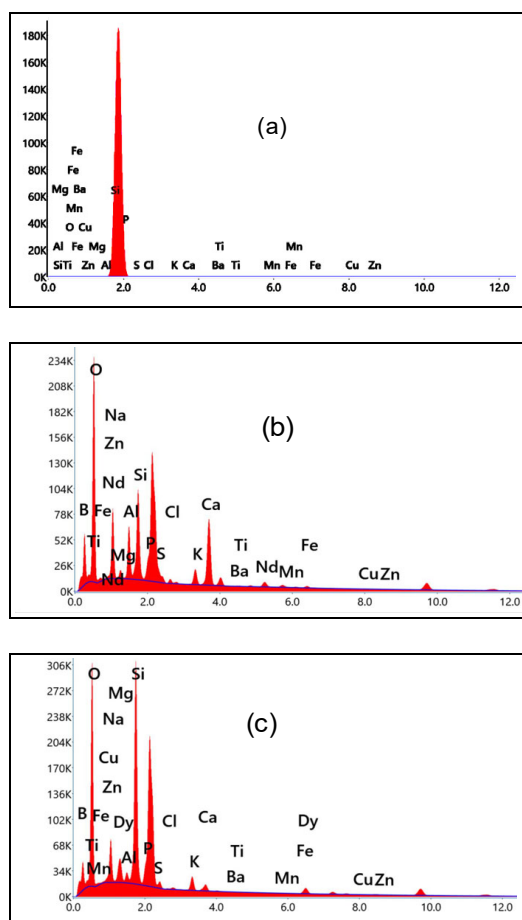 180K
160K
140K
(a)
120K
100K
Fe
80K
Fe
Mg Ba
Si
60K
Mn
P
40K
O Cu
Al Fe Mg
Ti
Mn
20K
SiTi Zn Al S Cl K Ca Ba Ti Mn Fe Fe Cu Zn
0K
0.0 2.0 4.0 6.0 8.0 10.0 12.0
234K
O
208K
(b)
182K
Na
156K
Zn
130K
Si
Nd
104K
B Fe Al
Cl
Ca
78K
Ti
P
Ti
Fe
52K
Mg
S
K
26K
Nd
Ba
Nd
Mn
CuZn
0K
0.0 2.0 4.0 6.0 8.0 10.0 12.0
306K
O Si
272K
Mg
238K
Na
(c)
204K
Cu
170K
Zn
136K
B Fe
Dy
Cl
Ca
Dy
102K
Ti
P
Ti
Fe
68K
Al
K
34K
Mn
S
Ba
Mn
CuZn
0K
0.0 2.0 4.0 6.0 8.0 10.0 12.0